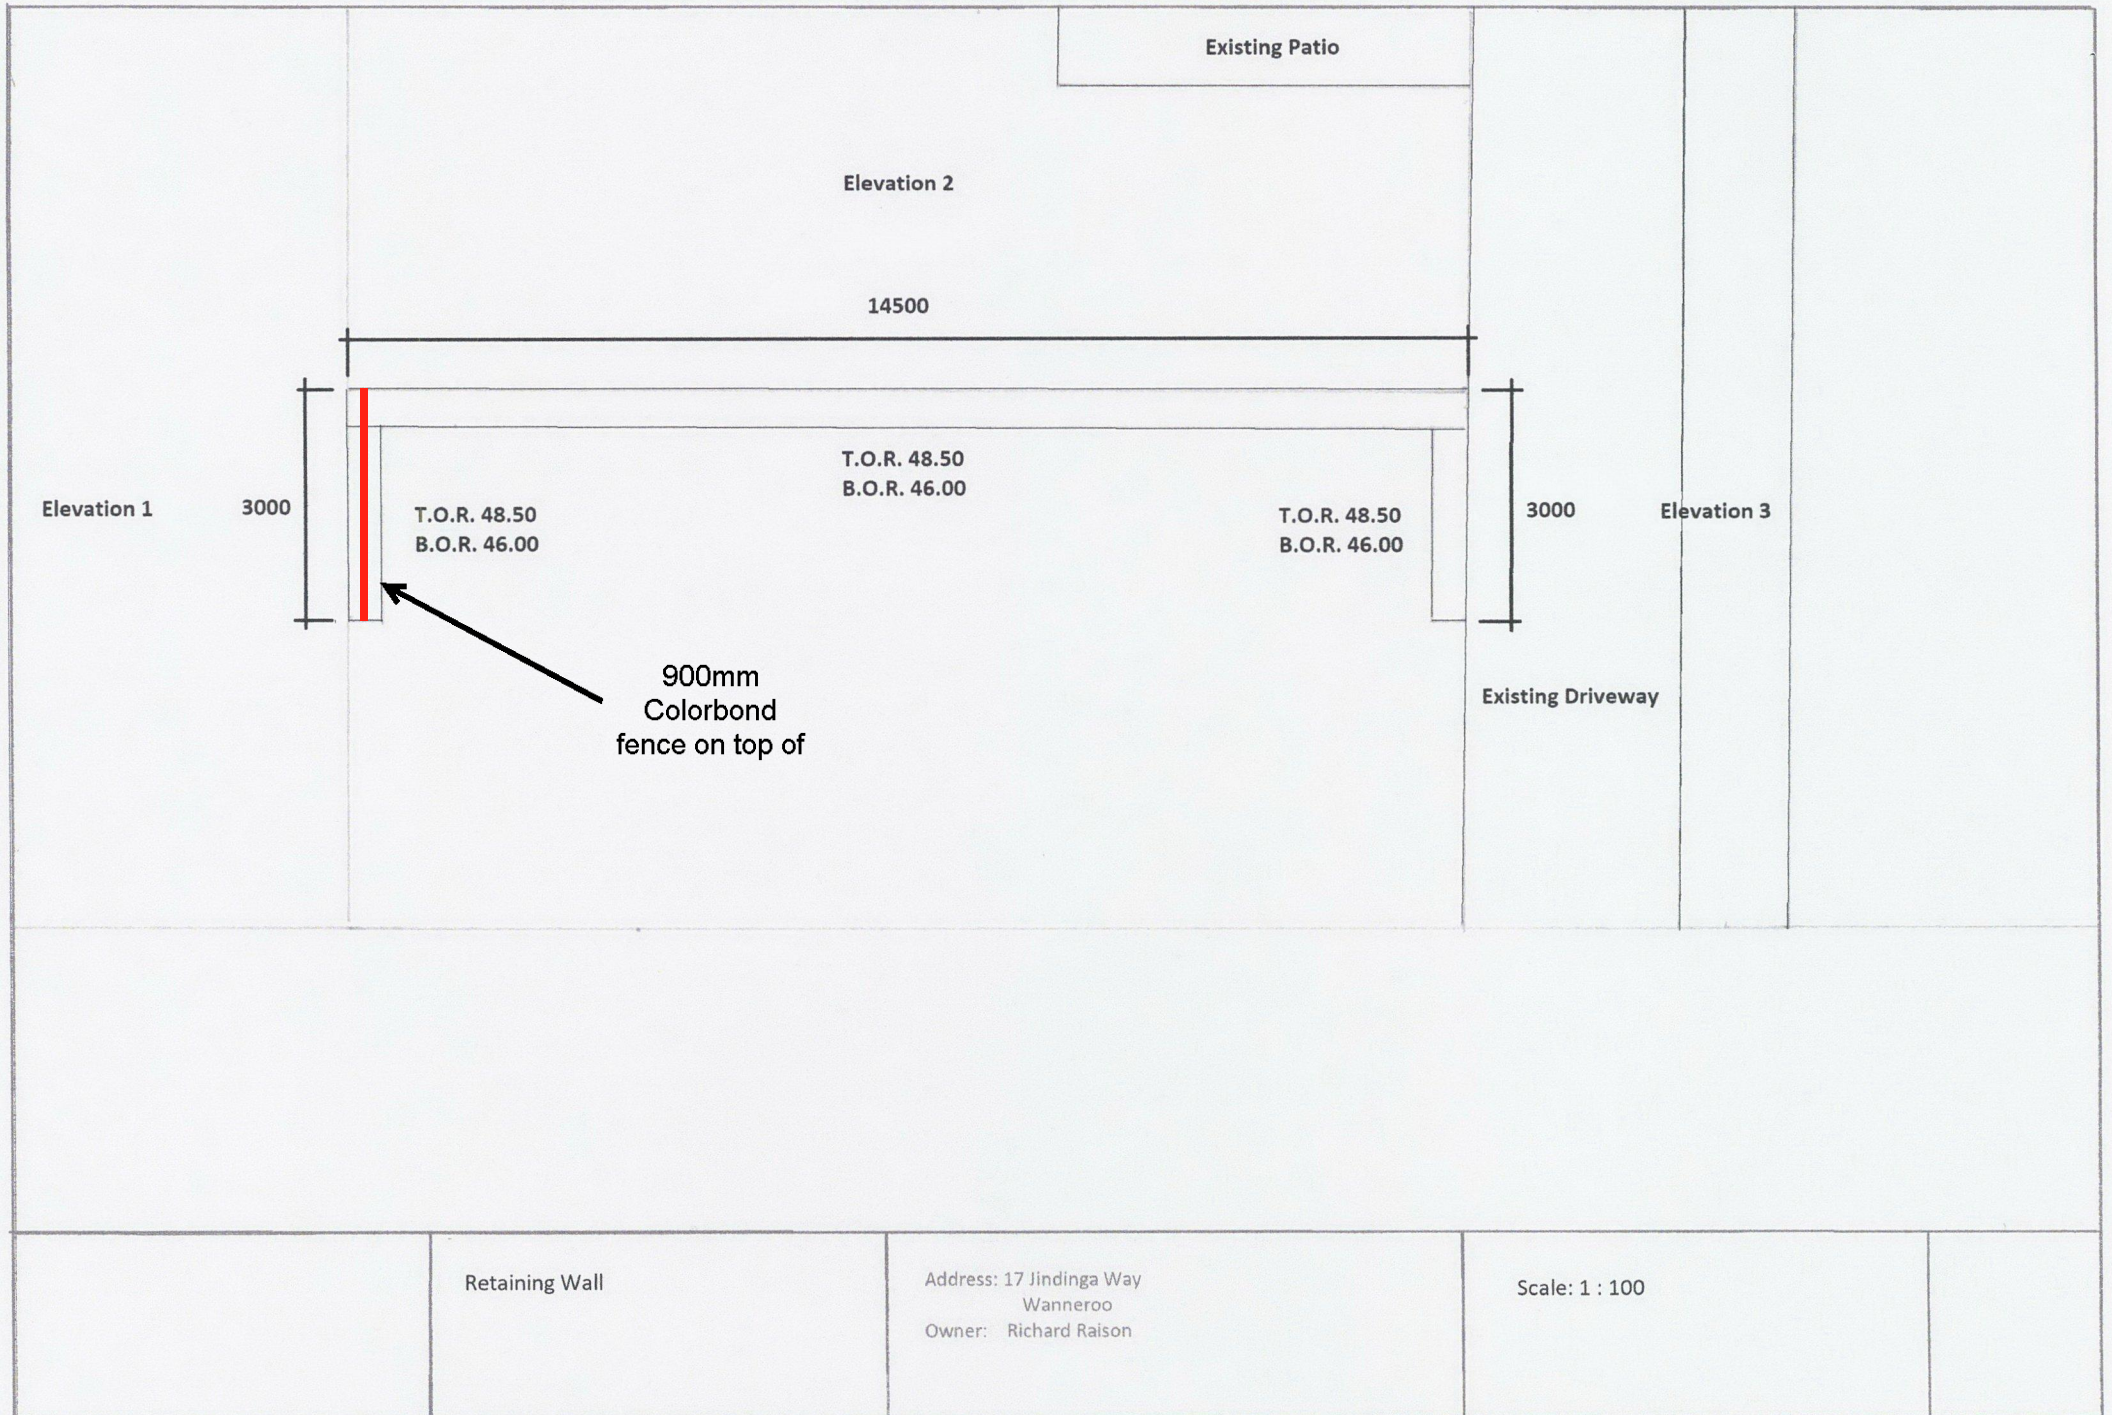 Existing Patio
Elevation 2
14500
T.O.R. 48.50
B.O.R. 46.00
Elevation 1
3000
T.O.R. 48.50
B.O.R. 46.00
T.O.R. 48.50
B.O.R. 46.00
3000
Elevation 3
900mm
Colorbond
fence on top of
Existing Driveway
Retaining Wall
Address: 17 Jindinga Way
Wanneroo
Owner: Richard Raison
Scale: 1 : 100